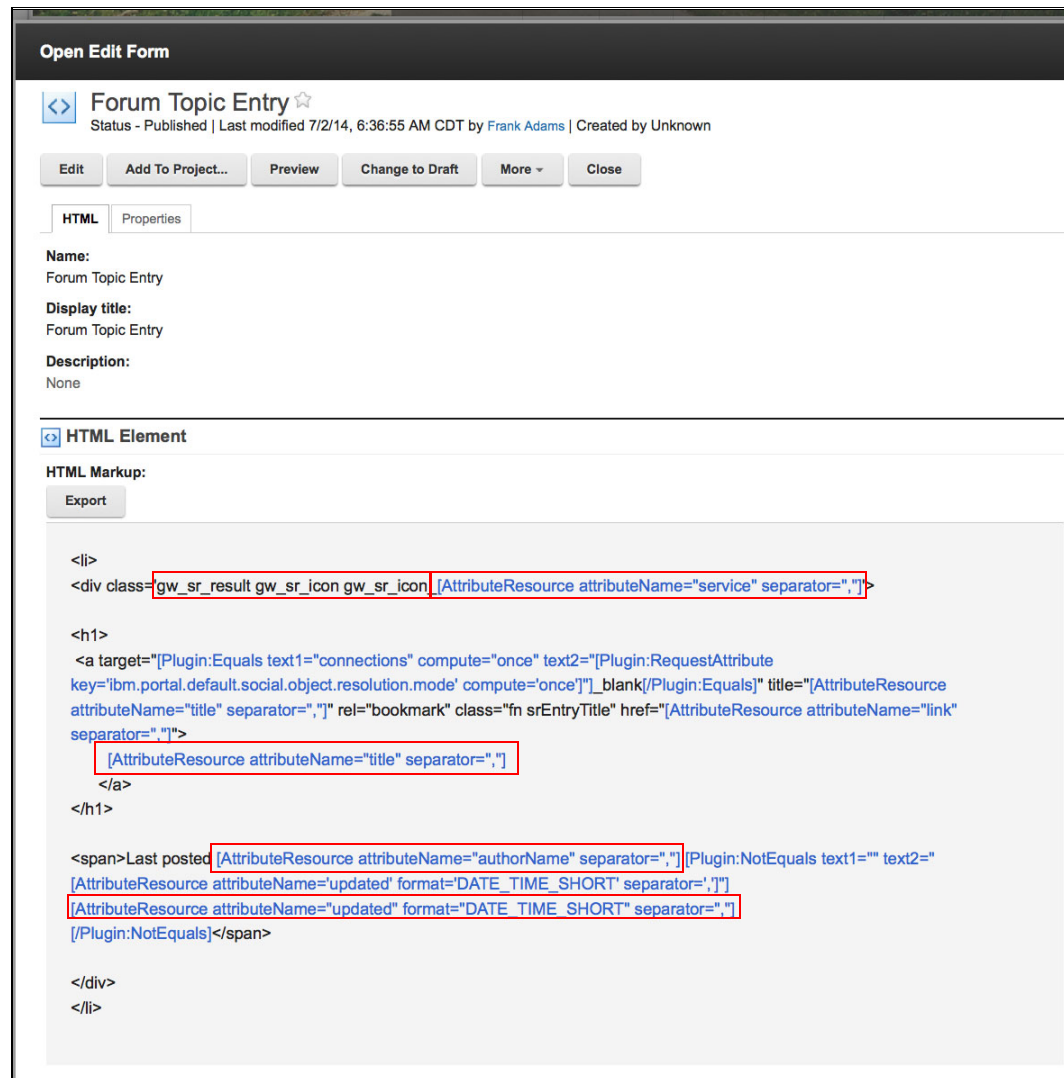 Open Edit Form
Forum Topic Entry
Status - Published | Last modified 7/2/14, 6:36:55 AM CDT by Frank Adams | Created by Unknown
Edit Add To Project... Preview Change to Draft More Close
HTML Properties
Name:
Forum Topic Entry
Display title:
Forum Topic Entry
Description:
None
HTML Element
HTML Markup:
Export
<li>
<div class='gw_sr_result gw_sr_icon gw_sr_icon_[AttributeResource attributeName="service" separator=","]'>
<h1>
<a target="[Plugin:Equals text1="connections" compute="once" text2="[Plugin:RequestAttribute
key='ibm.portal.default.social.object.resolution.mode' compute='once']"]_blank[/Plugin:Equals]" title="[AttributeResource
attributeName="title" separator=","]" rel="bookmark" class="fn srEntryTitle" href="[AttributeResource attributeName="link"
separator=","]">
[AttributeResource attributeName="title" separator=","]
</a>
</h1>
<span>Last posted [AttributeResource attributeName="authorName" separator=","] [Plugin:NotEquals text1="" text2="
[AttributeResource attributeName='updated' format='DATE_TIME_SHORT' separator=',']"]
[AttributeResource attributeName="updated" format="DATE_TIME_SHORT" separator=","]
[/Plugin:NotEquals]</span>
</div>
</li>